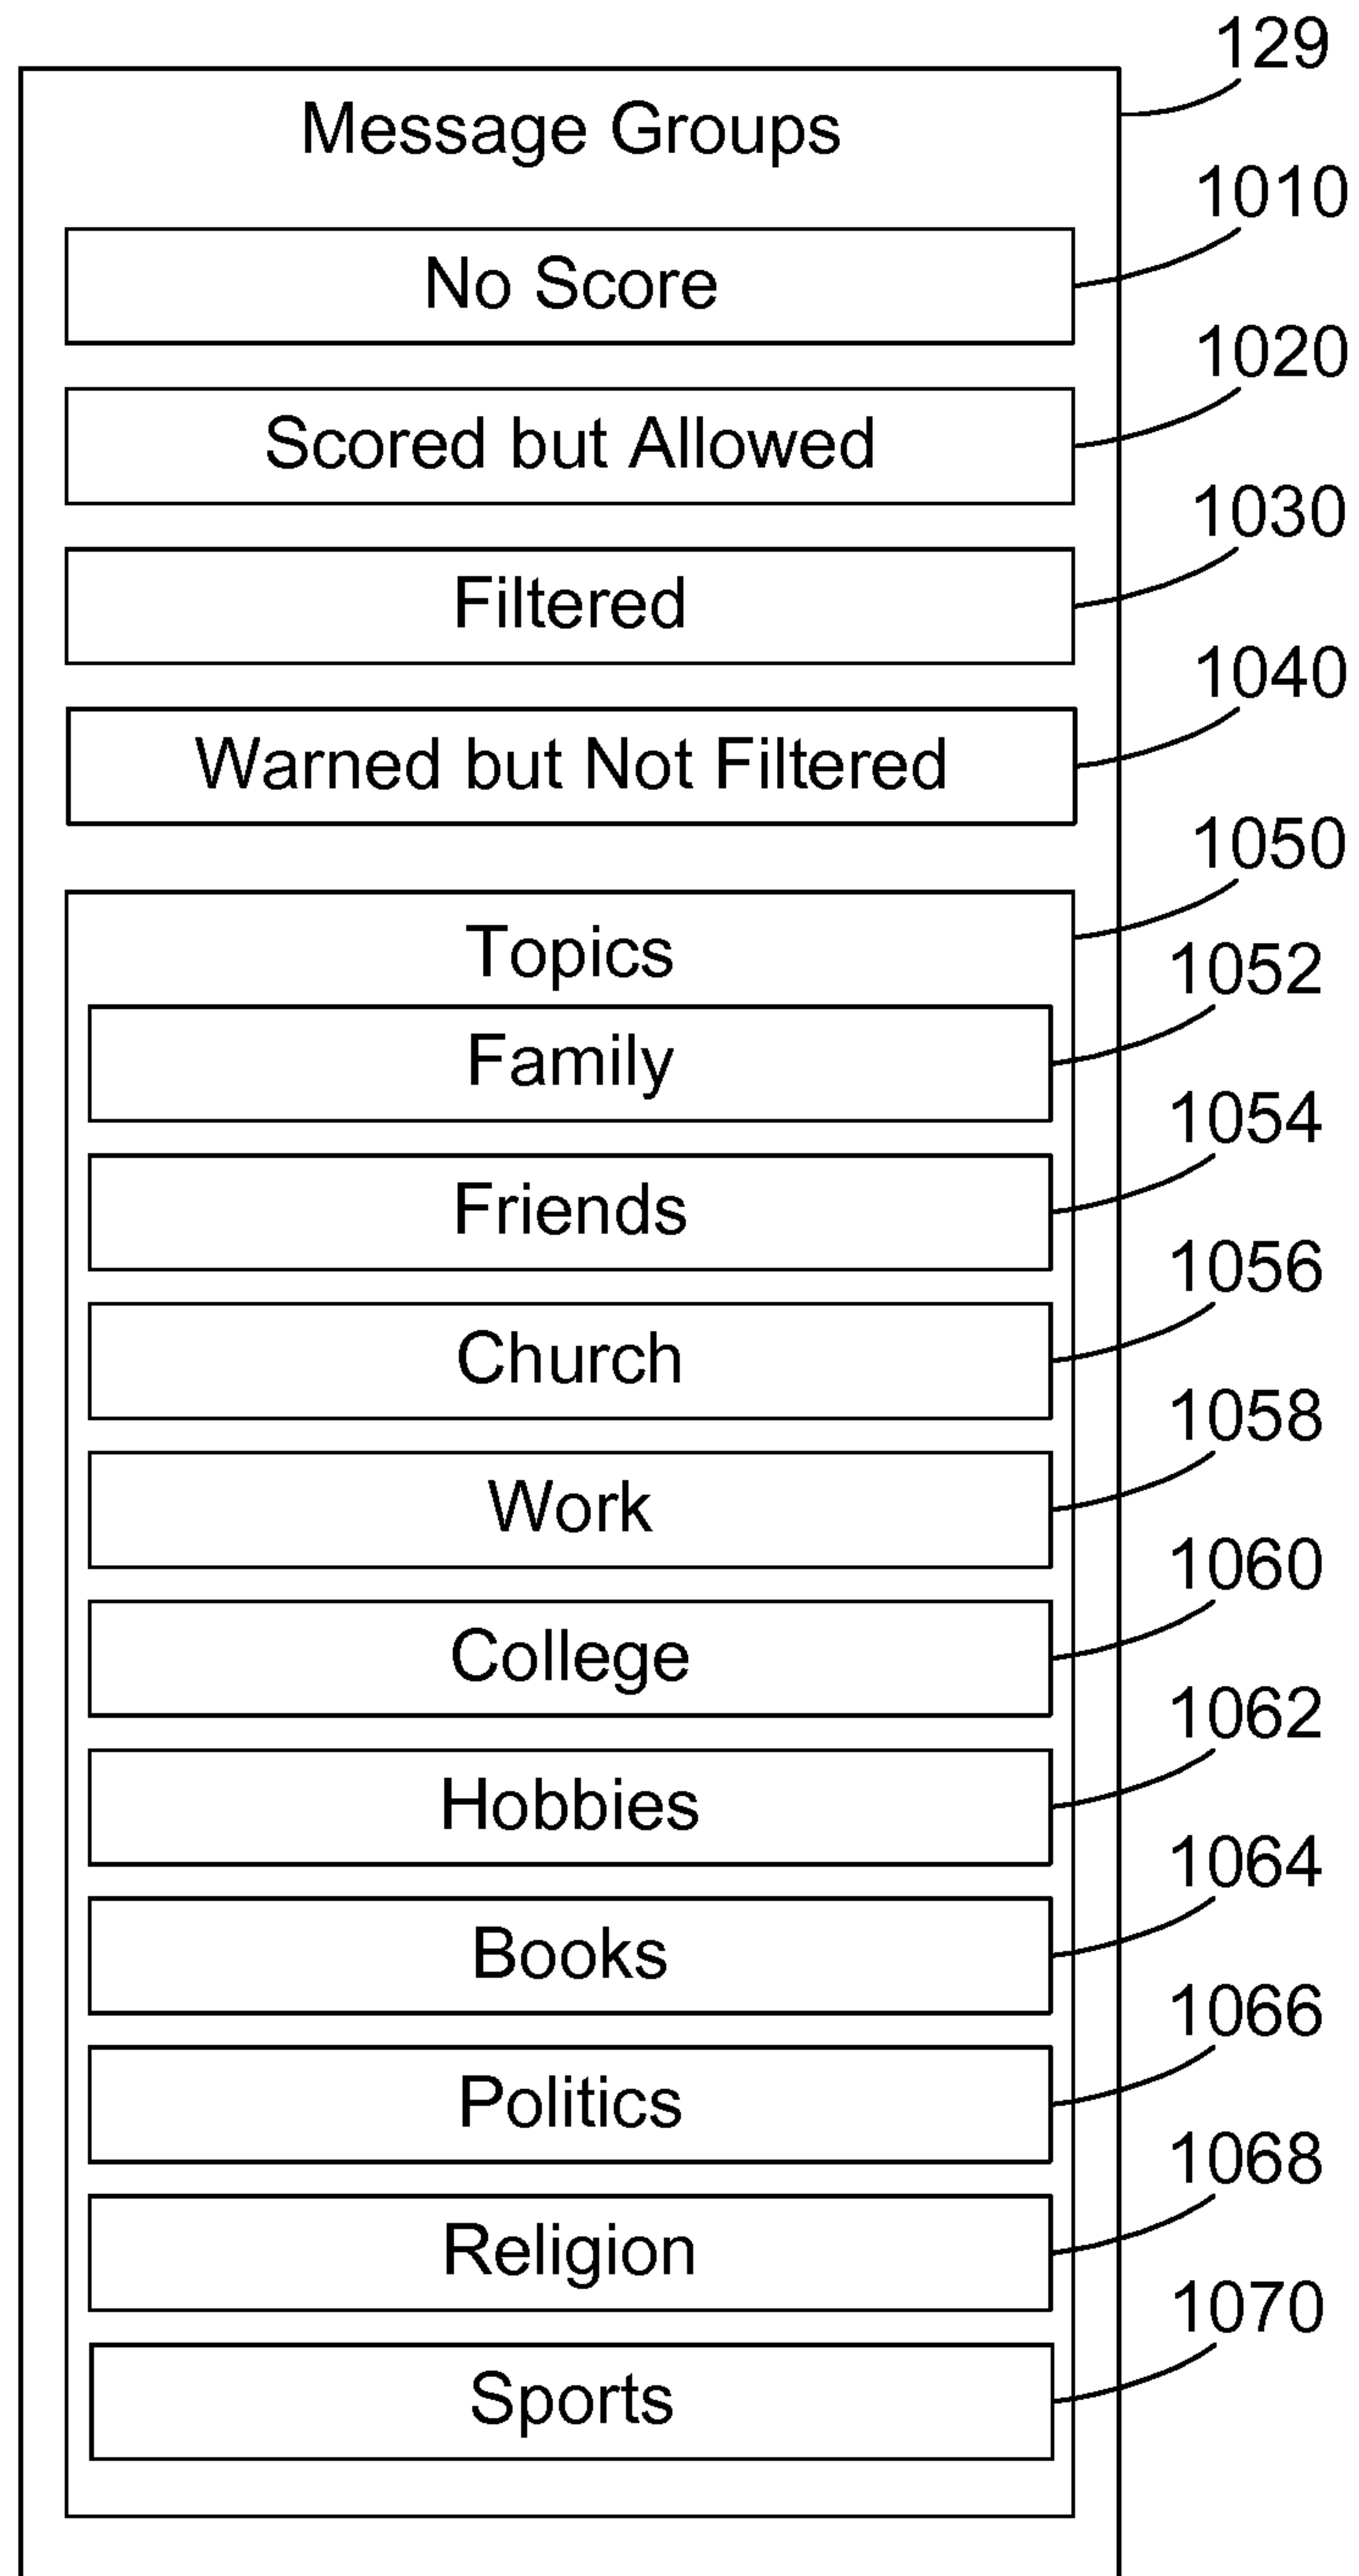 129
Message Groups
1010
No Score
1020
Scored but Allowed
1030
Filtered
1040
Warned but Not Filtered
1050
Topics
1052
Family
1054
Friends
1056
Church
1058
Work
1060
College
1062
Hobbies
1064
Books
1066
Politics
1068
Religion
1070
Sports